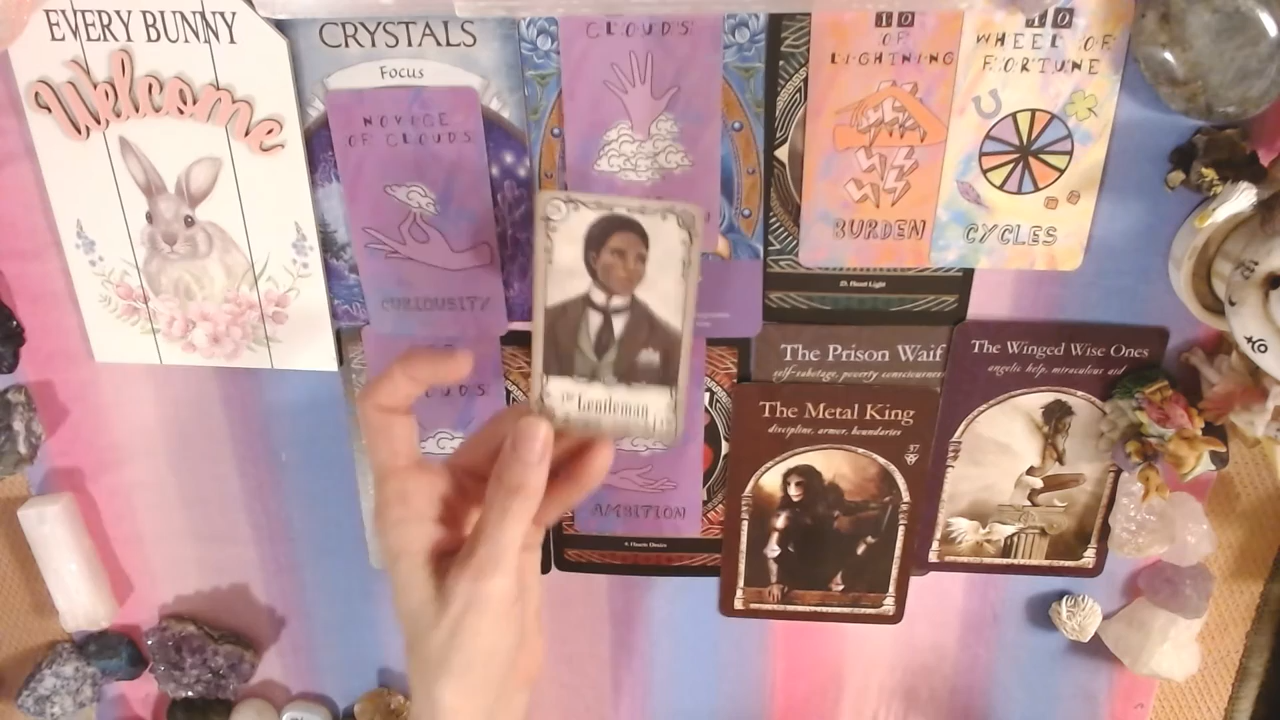 EVERY BUNNY
Welcome
CRYSTALS
Focus
NOVICE
OF CLOUDS
CURIOUSITY
CLOUDS
10
OF
LIGHTNING
BURDEN
10
WHEEL OF
FORTUNE
CYCLES
The Gentleman
AMBITION
The Prison Waif
self-sabotage, poverty consciousness
The Metal King
discipline, armor, boundaries
37
The Winged Wise Ones
angelic help, miraculous aid